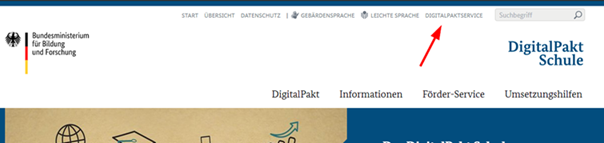 START ÜBERSICHT DATENSCHUTZ | GEBÄRDENSPRACHE LEICHTE SPRACHE DIGITALPAKTSERVICE Suchbegriff
Bundesministerium
für Bildung
und Forschung
DigitalPakt
Schule
DigitalPakt Informationen Förder-Service Umsetzungshilfen